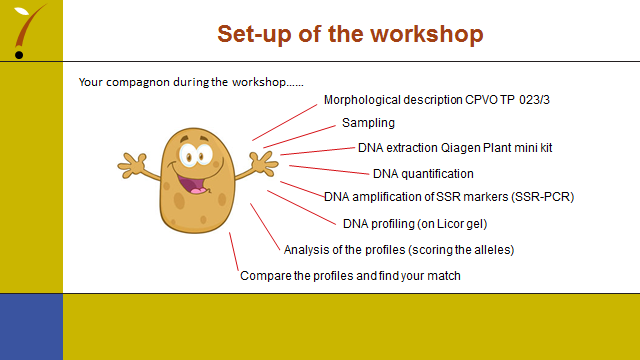 Set-up of the workshop
Your compagnon during the workshop......
Morphological description CPVO TP 023/3
Sampling
DNA extraction Qiagen Plant mini kit
DNA quantification
DNA amplification of SSR markers (SSR-PCR)
DNA profiling (on Licor gel)
Analysis of the profiles (scoring the alleles)
Compare the profiles and find your match